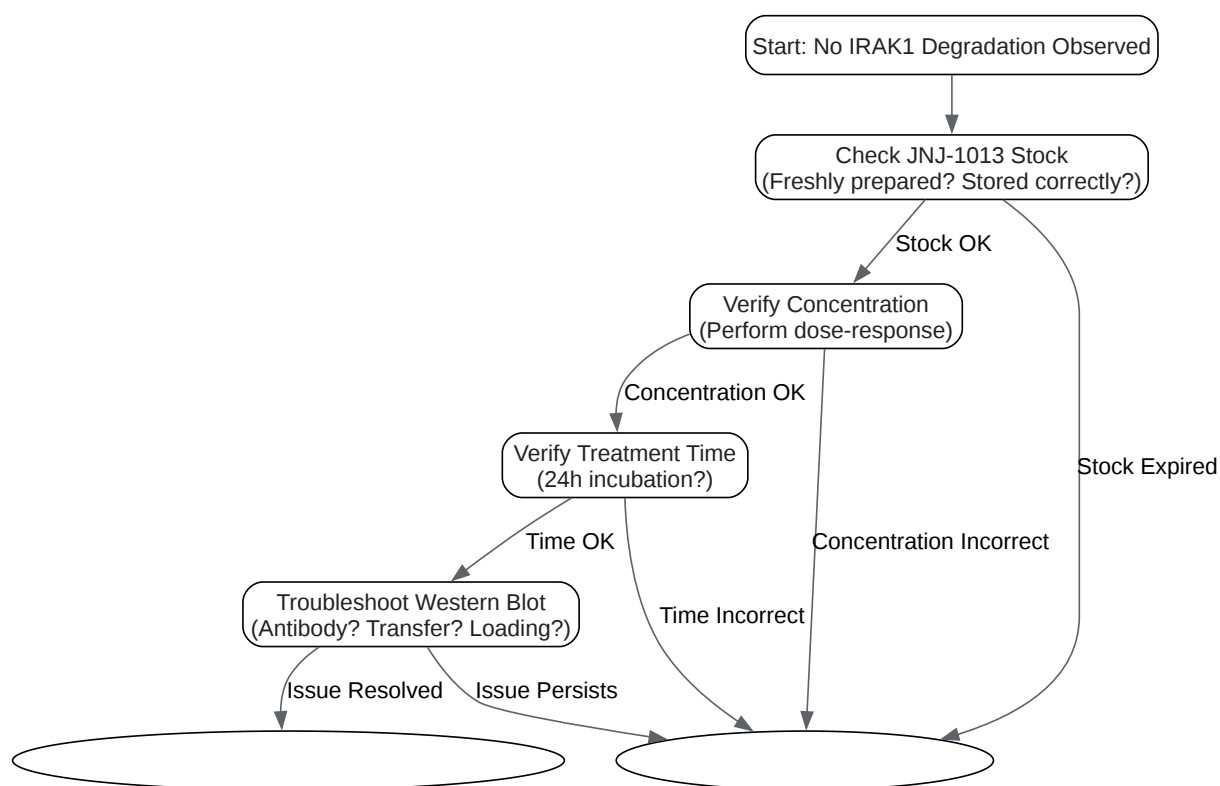 Start: No IRAK1 Degradation Observed
Check JNJ-1013 Stock
(Freshly prepared? Stored correctly?)
Stock OK
Verify Concentration
(Perform dose-response)
Concentration OK
Verify Treatment Time
(24h incubation?)
Stock Expired
Time OK
Concentration Incorrect
Troubleshoot Western Blot
(Antibody? Transfer? Loading?)
Time Incorrect
Issue Resolved
Issue Persists